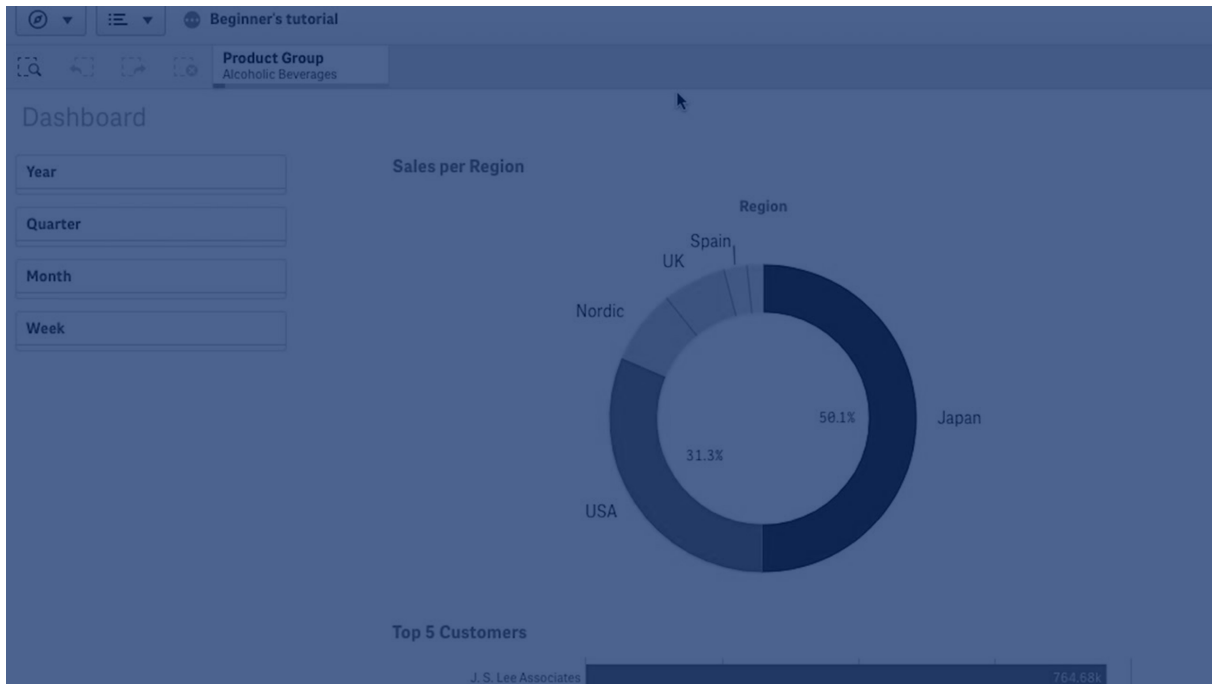 Beginner's tutorial
Product Group
Alcoholic Beverages
Dashboard
Year
Quarter
Month
Week
Sales per Region
Region
Spain
UK
Nordic
50.1%
Japan
31.3%
USA
Top 5 Customers
J. S. Lee Associates
764.68k